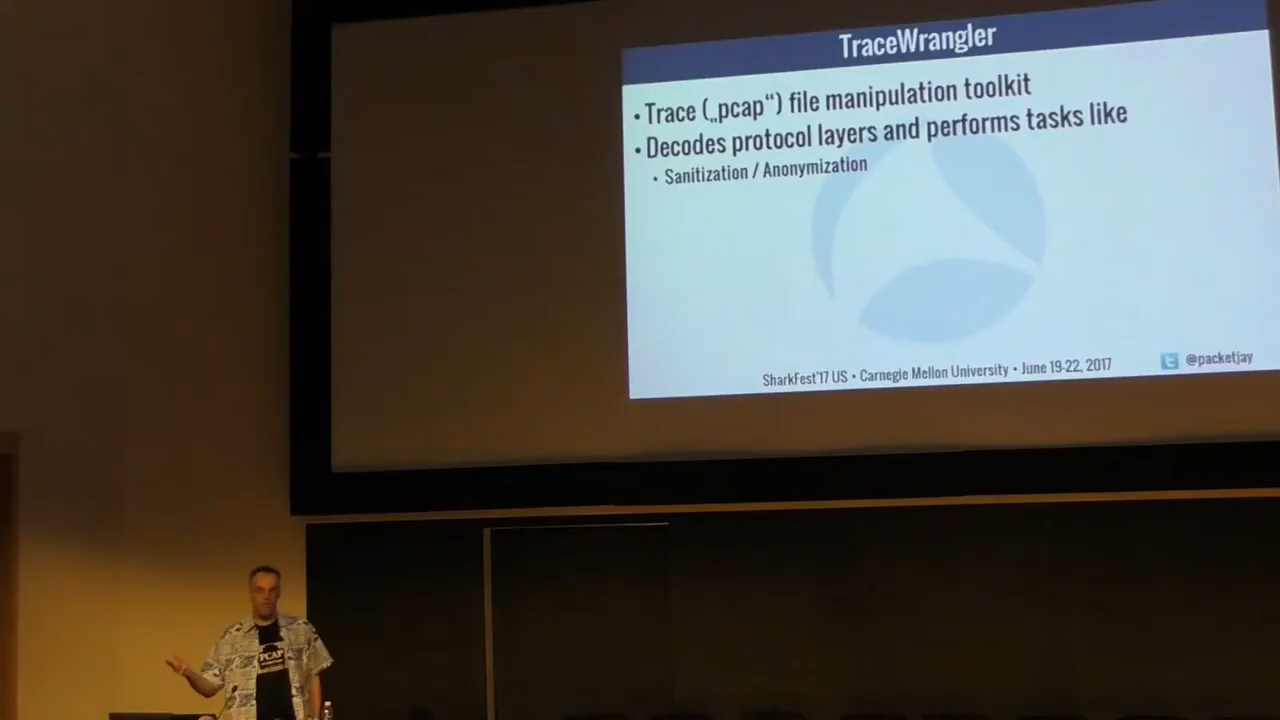 TraceWrangler
• Trace („pcap“) file manipulation toolkit
• Decodes protocol layers and performs tasks like
• Sanitization / Anonymization
SharkFest'17 US • Carnegie Mellon University • June 19-22, 2017
@packetjay
PCAP